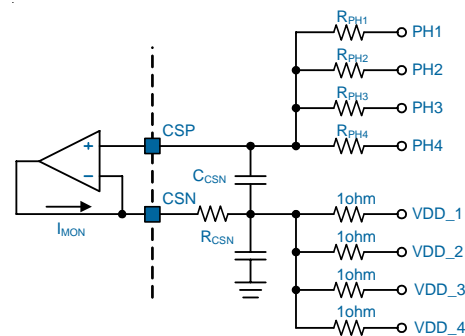 R_PH1
PH1
R_PH2
PH2
R_PH3
PH3
R_PH4
PH4
CSP
+
−
C_CSN
CSN
I_MON
R_CSN
1ohm
VDD_1
1ohm
VDD_2
1ohm
VDD_3
1ohm
VDD_4